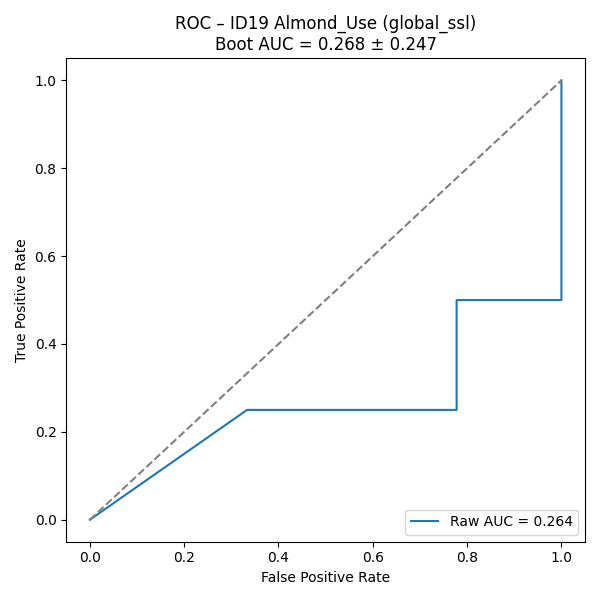 ROC – ID19 Almond_Use (global_ssl)
Boot AUC = 0.268 ± 0.247
1.0
0.8
0.6
0.4
0.2
0.0
True Positive Rate
Raw AUC = 0.264
0.0 0.2 0.4 0.6 0.8 1.0
False Positive Rate